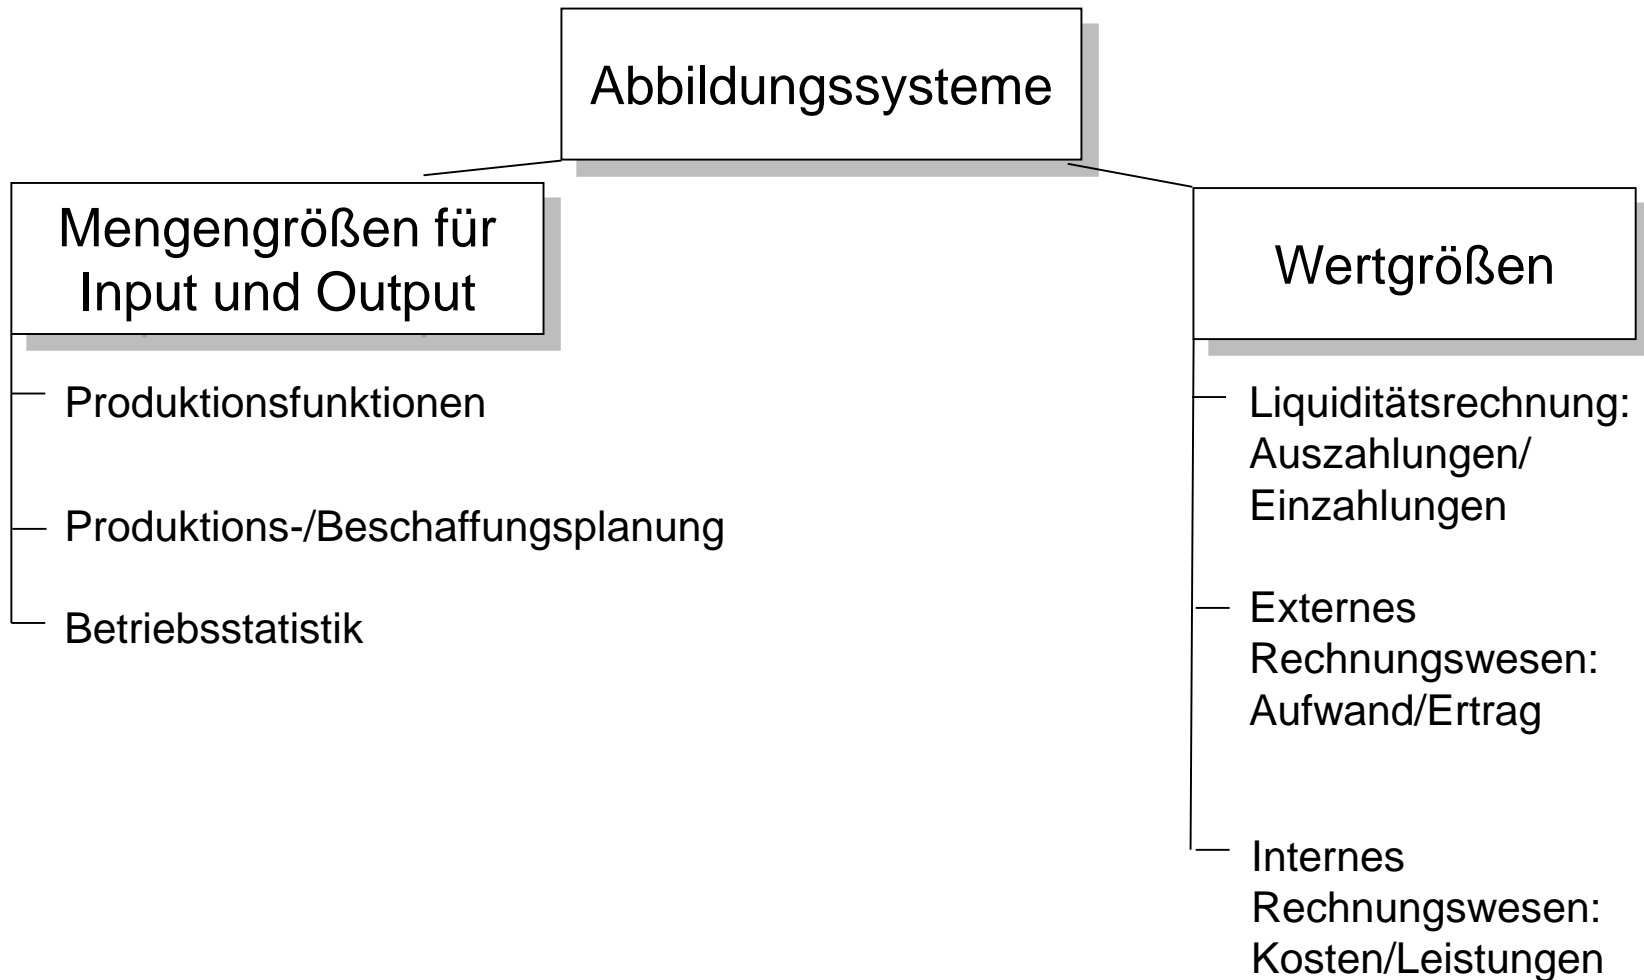 Abbildungssysteme
Mengengrößen für
Input und Output
Produktionsfunktionen
Produktions-/Beschaffungsplanung
Betriebsstatistik
Wertgrößen
Liquiditätsrechnung:
Auszahlungen/
Einzahlungen
Externes
Rechnungswesen:
Aufwand/Ertrag
Internes
Rechnungswesen:
Kosten/Leistungen